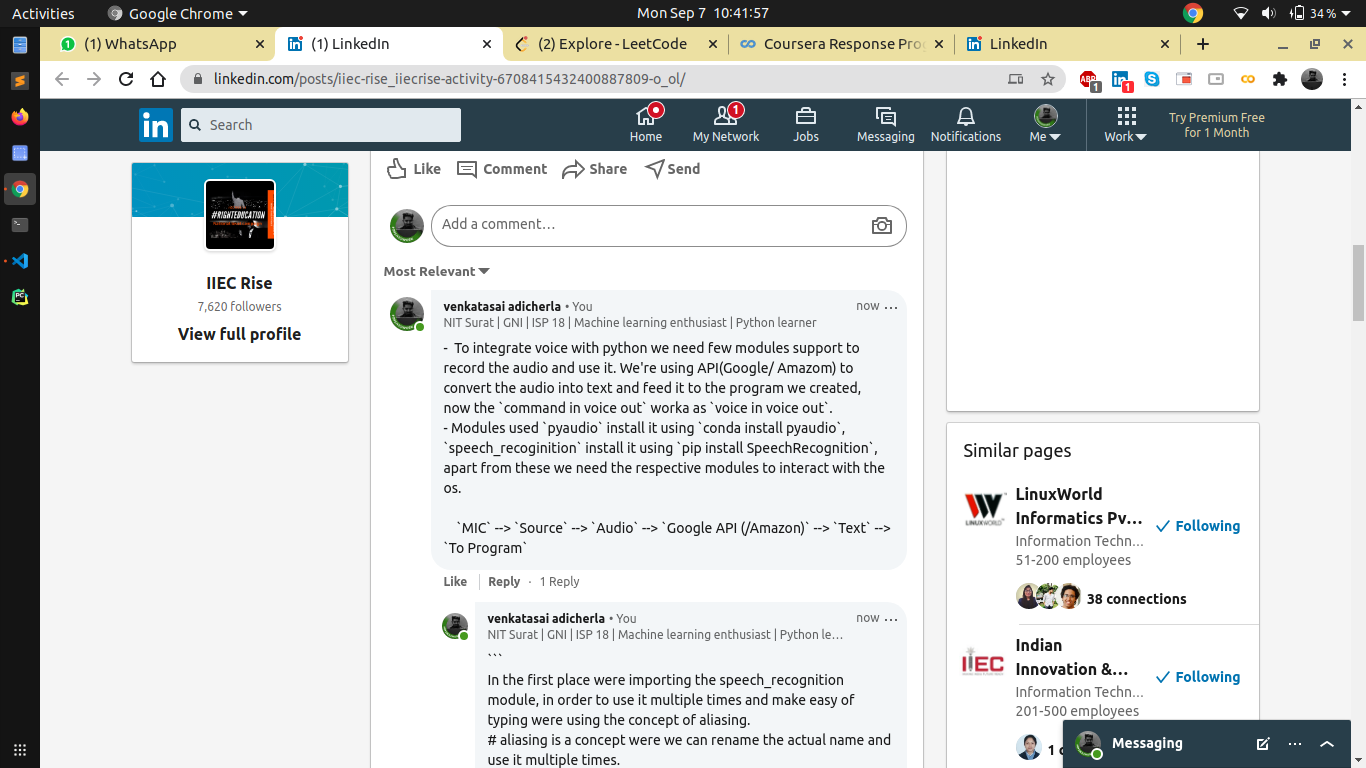 Activities
Google Chrome
Mon Sep 7 10:41:57
34 %
(1) WhatsApp
(1) LinkedIn
(2) Explore - LeetCode
Coursera Response Pro
LinkedIn
linkedin.com/posts/iiec-rise_iiecrise-activity-6708415432400887809-o_ol/
ABP
1
1
Search
Home
1
My Network
Jobs
Messaging
Notifications
Me
Work
Try Premium Free
for 1 Month
#RIGHTEDUCATION
IIEC Rise
7,620 followers
View full profile
Like
Comment
Share
Send
Add a comment…
Most Relevant
venkatasai adicherla • You
now
NIT Surat | GNI | ISP 18 | Machine learning enthusiast | Python learner
- To integrate voice with python we need few modules support to
record the audio and use it. We're using API(Google/ Amazom) to
convert the audio into text and feed it to the program we created,
now the `command in voice out` worka as `voice in voice out`.
- Modules used `pyaudio` install it using `conda install pyaudio`,
`speech_recoginition` install it using `pip install SpeechRecognition`,
apart from these we need the respective modules to interact with the
os.
`MIC` --> `Source` --> `Audio` --> `Google API (/Amazon)` --> `Text` -->
`To Program`
Like
Reply · 1 Reply
venkatasai adicherla • You
now
NIT Surat | GNI | ISP 18 | Machine learning enthusiast | Python le…
```
In the first place were importing the speech_recognition
module, in order to use it multiple times and make easy of
typing were using the concept of aliasing.
# aliasing is a concept were we can rename the actual name and
use it multiple times.
Similar pages
LINUXWORLD
LinuxWorld
Informatics Pv…
Information Techn…
51-200 employees
Following
38 connections
IIEC
Indian
Innovation &…
Information Techn…
201-500 employees
Following
1 c
Messaging